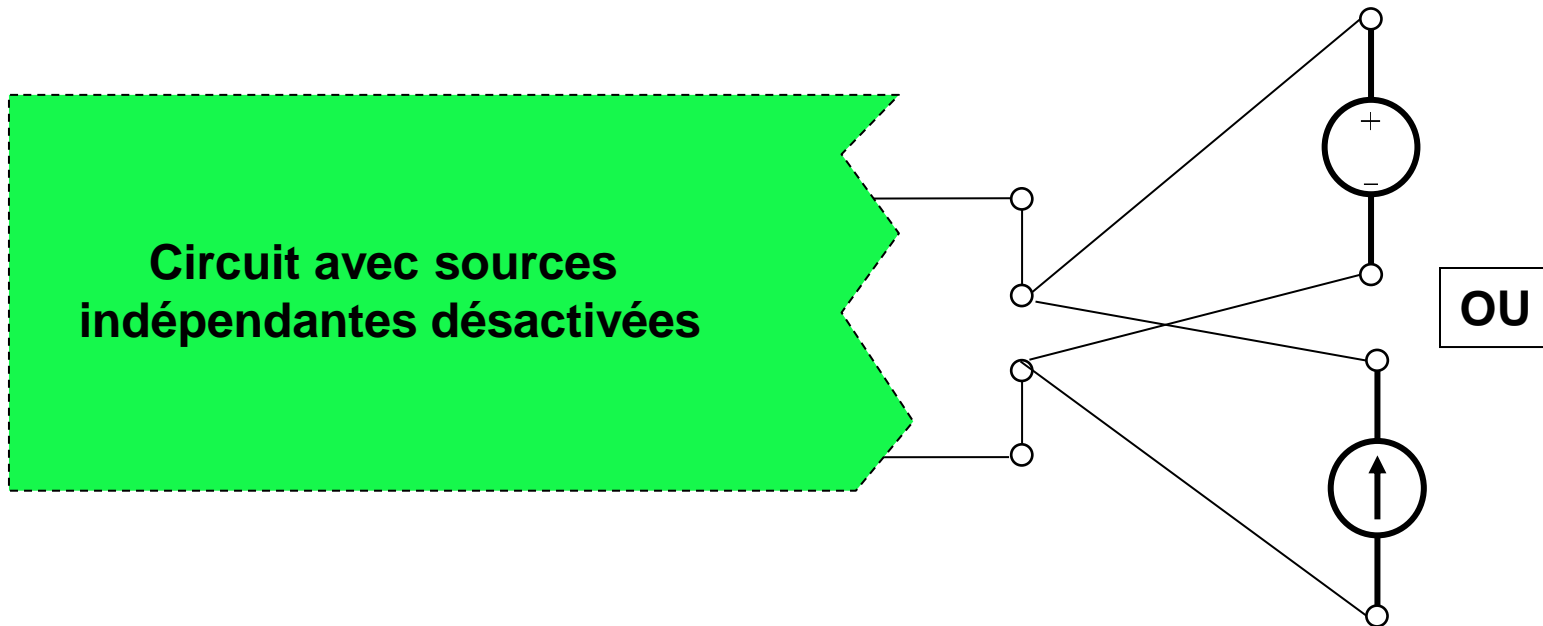 Circuit avec sources
indépendantes désactivées
+
–
OU